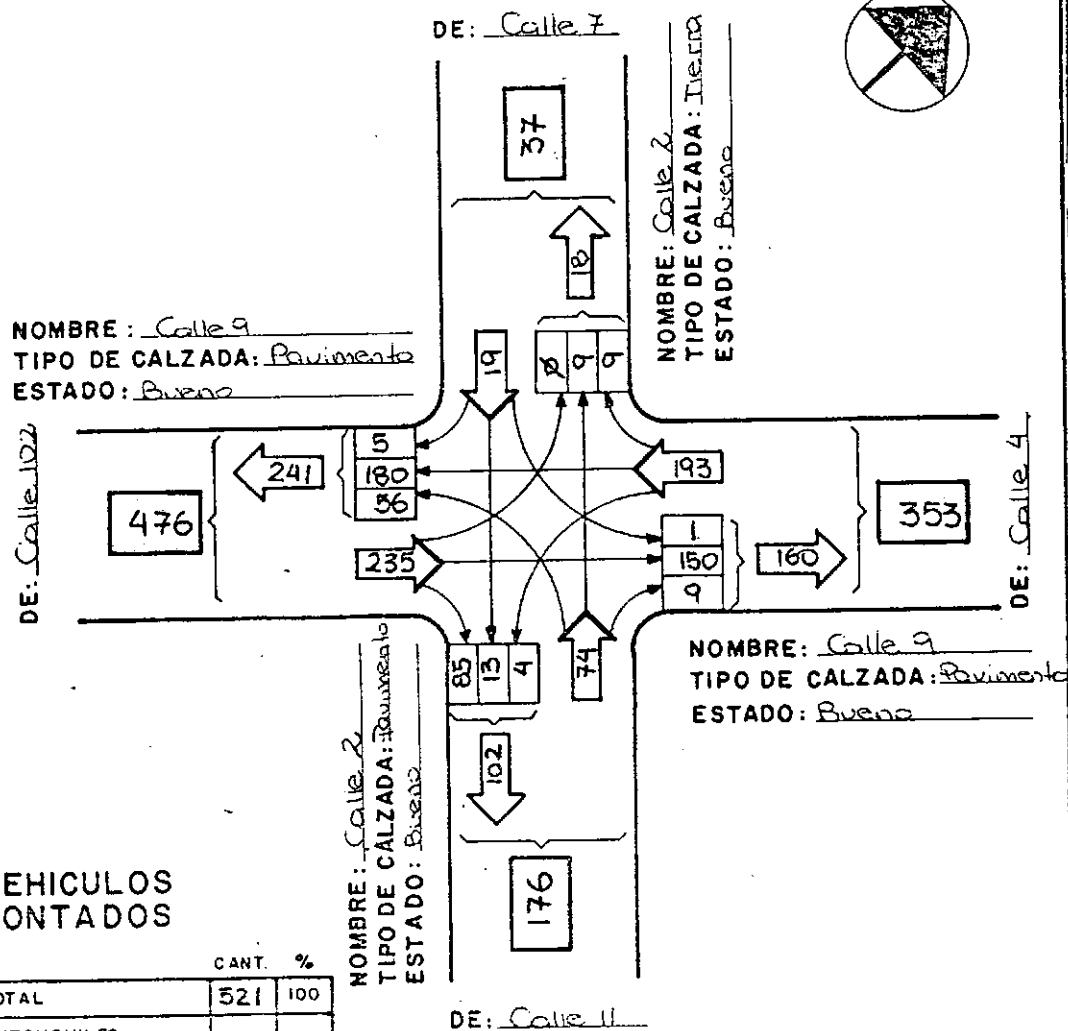 DE: Calle 7
37
NOMBRE: Calle 2
TIPO DE CALZADA: Tierra
ESTADO: Bueno
18
NOMBRE: Calle 9
TIPO DE CALZADA: Pavimento
ESTADO: Bueno
19
Ø 9 9
DE: Calle 102
476
241
5
180
56
193
235
1
150
9
160
353
DE: Calle 4
85 13 4
74
NOMBRE: Calle 9
TIPO DE CALZADA: Pavimento
ESTADO: Bueno
NOMBRE: Calle 2
TIPO DE CALZADA: Pavimento
ESTADO: Bueno
102
176
EHICULOS
ONTADOS
CANT. %
OTAL 521 100
DE: Calle 11